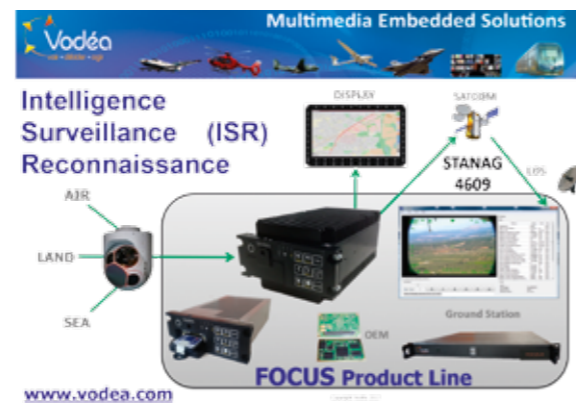 Multimedia Embedded Solutions
Vodéa
Intelligence
Surveillance (ISR)
Reconnaissance
DISPLAY
SATCOM
STANAG
4609
LOS
AIR
LAND
SEA
OEM
Ground Station
FOCUS Product Line
www.vodea.com